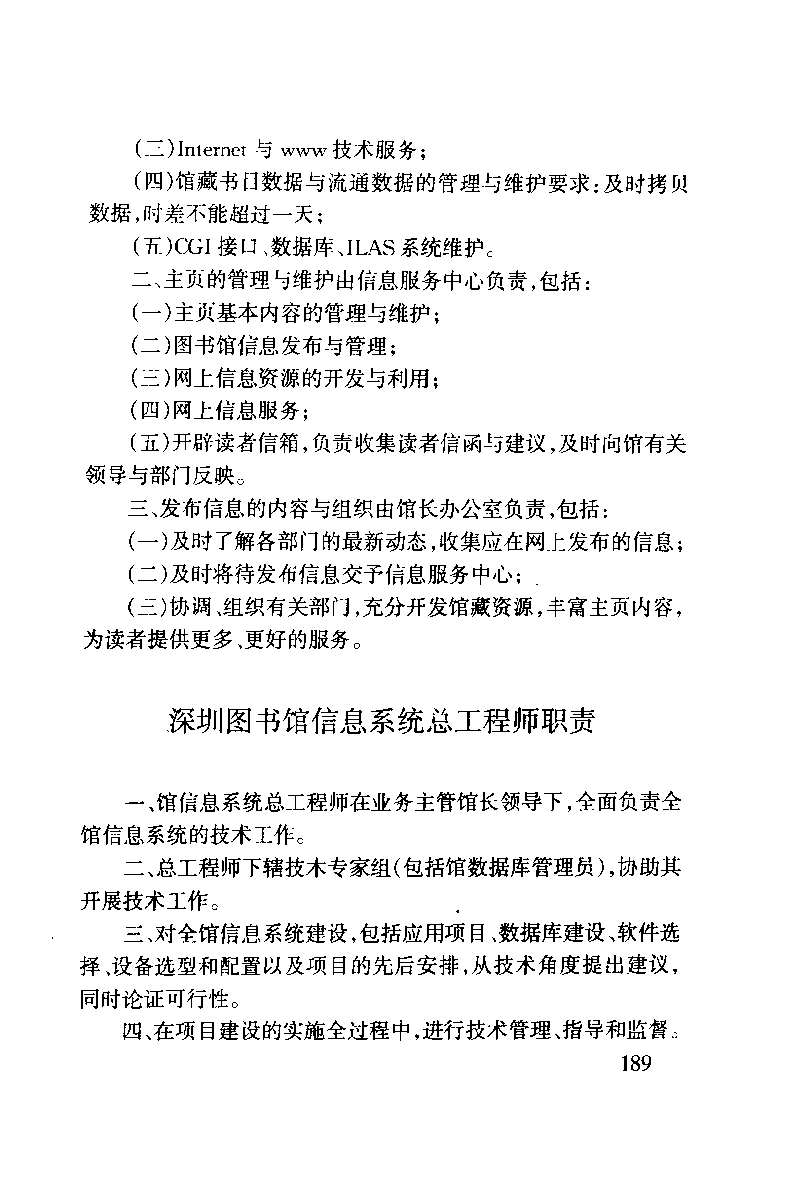 (三)Internet 与 www 技术服务;
(四)馆藏书目数据与流通数据的管理与维护要求:及时拷贝
数据,时差不能超过一天;
(五)CGI 接口、数据库、ILAS 系统维护。
二、主页的管理与维护由信息服务中心负责,包括:
(一)主页基本内容的管理与维护;
(二)图书馆信息发布与管理;
(三)网上信息资源的开发与利用;
(四)网上信息服务;
(五)开辟读者信箱,负责收集读者信函与建议,及时向馆有关
领导与部门反映。
三、发布信息的内容与组织由馆长办公室负责,包括:
(一)及时了解各部门的最新动态,收集应在网上发布的信息;
(二)及时将待发布信息交予信息服务中心;
(三)协调、组织有关部门,充分开发馆藏资源,丰富主页内容,
为读者提供更多、更好的服务。
深圳图书馆信息系统总工程师职责
一、馆信息系统总工程师在业务主管馆长领导下,全面负责全
馆信息系统的技术工作。
二、总工程师下辖技术专家组(包括馆数据库管理员),协助其
开展技术工作。
三、对全馆信息系统建设,包括应用项目、数据库建设、软件选
择、设备选型和配置以及项目的先后安排,从技术角度提出建议,
同时论证可行性。
四、在项目建设的实施全过程中,进行技术管理、指导和监督。
189